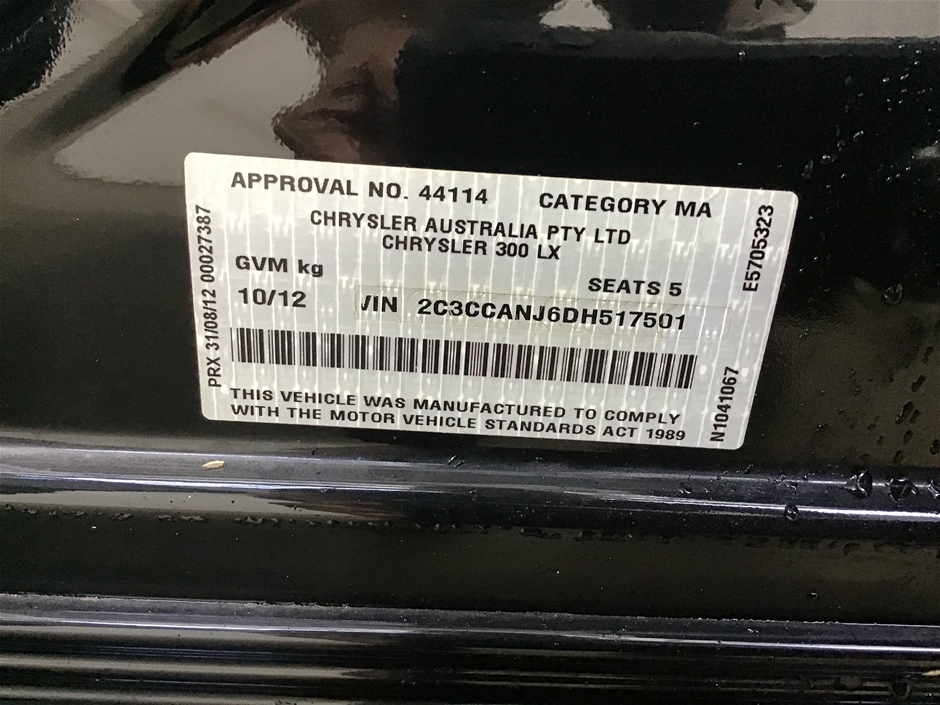 APPROVAL NO. 44114 CATEGORY MA
CHRYSLER AUSTRALIA PTY LTD
CHRYSLER 300 LX
GVM kg
SEATS 5
10/12 VIN 2C3CCANJ6DH517501
THIS VEHICLE WAS MANUFACTURED TO COMPLY
WITH THE MOTOR VEHICLE STANDARDS ACT 1989
PRX 31/08/12 00027387
E5705323
N1041067